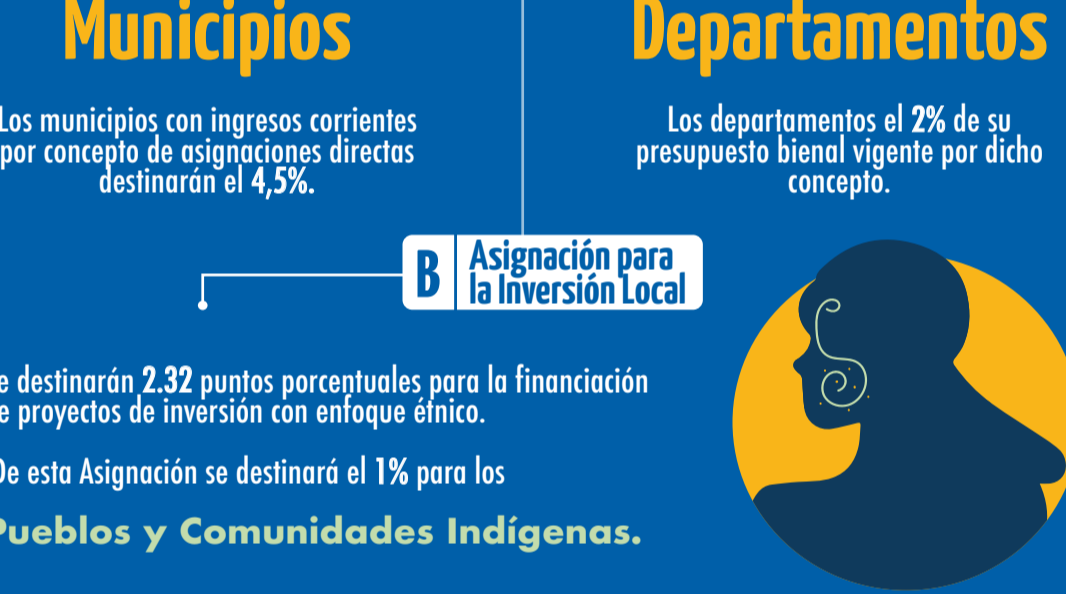 Municipios
Los municipios con ingresos corrientes
por concepto de asignaciones directas
destinarán el 4,5%.
Departamentos
Los departamentos el 2% de su
presupuesto bienal vigente por dicho
concepto.
B
Asignación para
la Inversión Local
e destinarán 2.32 puntos porcentuales para la financiación
e proyectos de inversión con enfoque étnico.
De esta Asignación se destinará el 1% para los
Pueblos y Comunidades Indígenas.